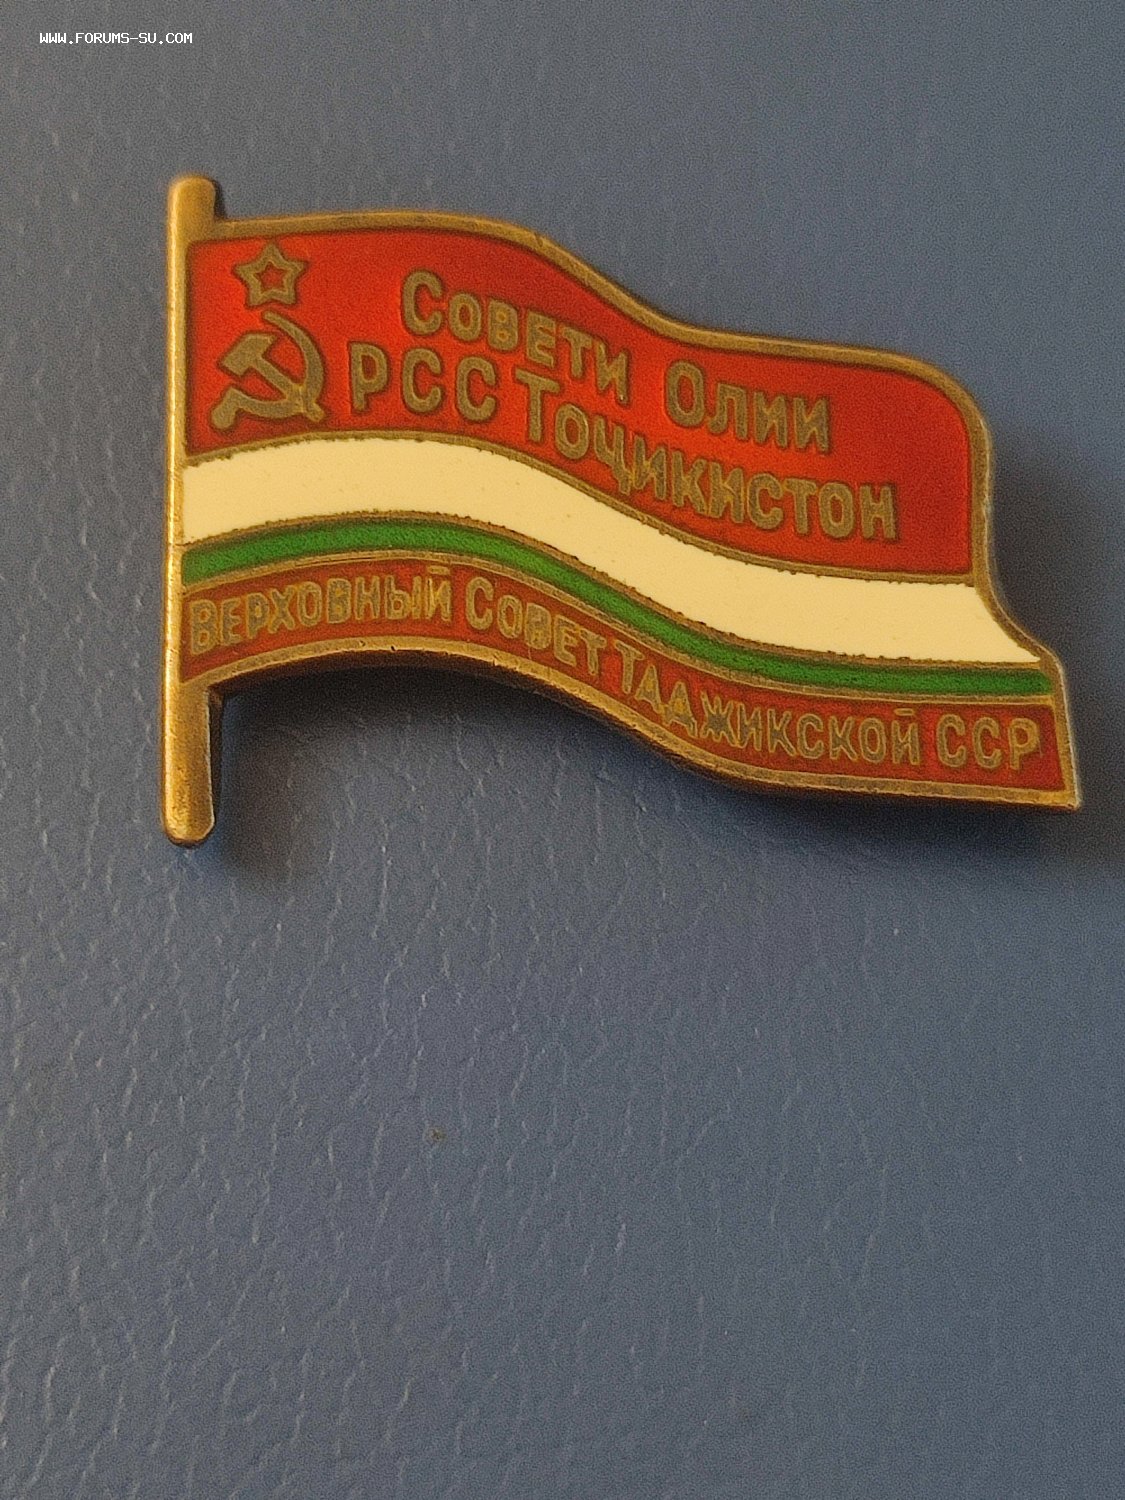 WWW.FORUMS-SU.COM
Совети Олии
РСС Тоҷикистон
Верховный Совет Таджикской ССР